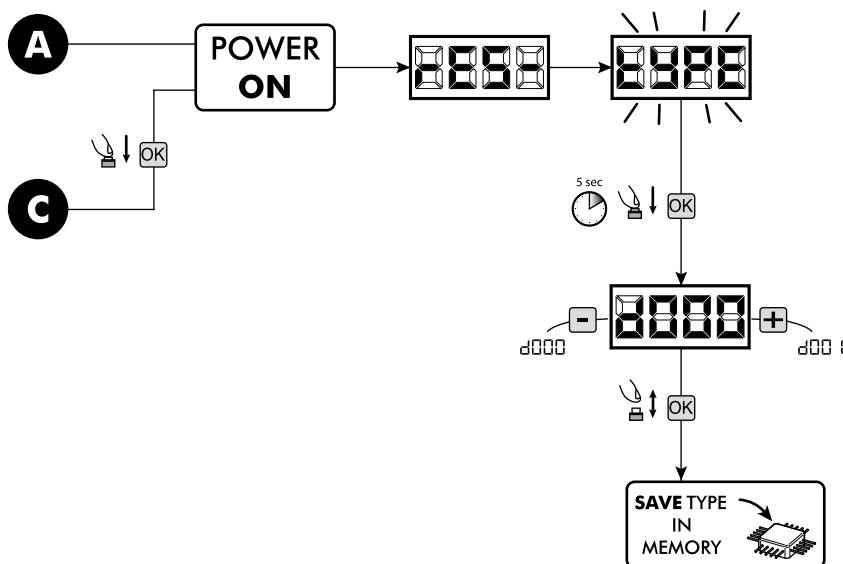 A
POWER
ON
rES-
tYPE
OK
C
5 sec
OK
-
d000
+
d000
d001
OK
SAVE TYPE
IN
MEMORY